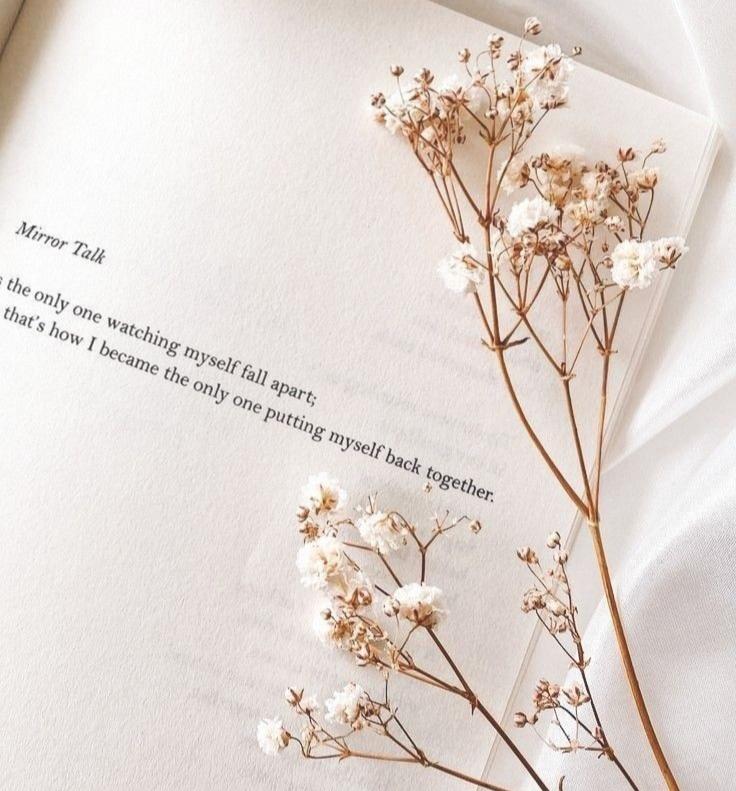 Mirror Talk
the only one watching myself fall apart;
that's how I became the only one putting myself back together.